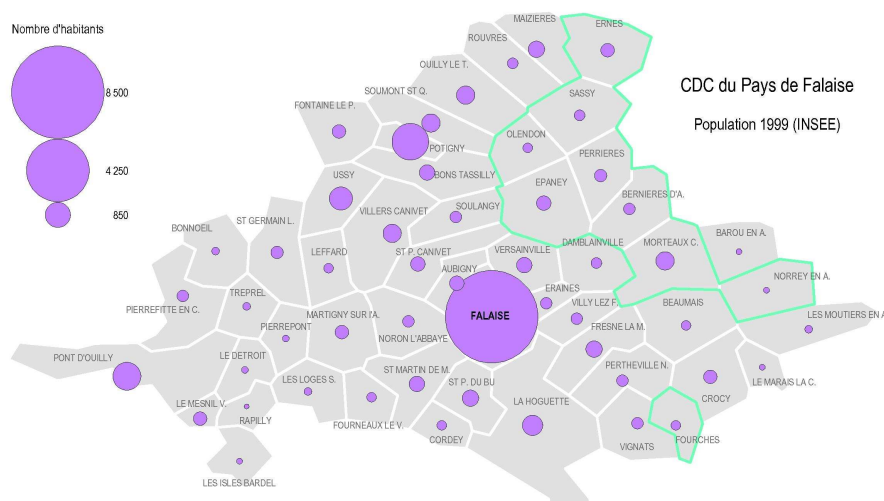 Nombre d'habitants
8 500
4 250
850
CDC du Pays de Falaise
Population 1999 (INSEE)
MAIZIERES
ERNES
ROUVRES
OUILLY LE T.
SOUMONT ST Q.
SASSY
FONTAINE LE P.
OLENDON
POTIGNY
PERRIERES
BONS TASSILLY
USSY
EPANEY
BERNIERES D'A.
SOULANGY
VILLERS CANIVET
ST GERMAIN L.
BONNOEIL
BAROU EN A.
DAMBLAINVILLE
MORTEAUX C.
VERSAINVILLE
LEFFARD
ST P. CANIVET
AUBIGNY
NORREY EN A.
ERAINES
TREPREL
PIERREFITTE EN C.
VILLY LEZ F.
BEAUMAIS
MARTIGNY SUR l'A.
FALAISE
LES MOUTIERS EN A
PIERREPONT
FRESNE LA M.
NORON L'ABBAYE
PONT D'OUILLY
LE DETROIT
PERTHEVILLE N.
ST MARTIN DE M.
LES LOGES S.
ST P. DU BU
LE MARAIS LA C.
CROCY
LA HOGUETTE
LE MESNIL V.
RAPILLY
FOURNEAUX LE V.
CORDEY
VIGNATS
FOURCHES
LES ISLES BARDEL